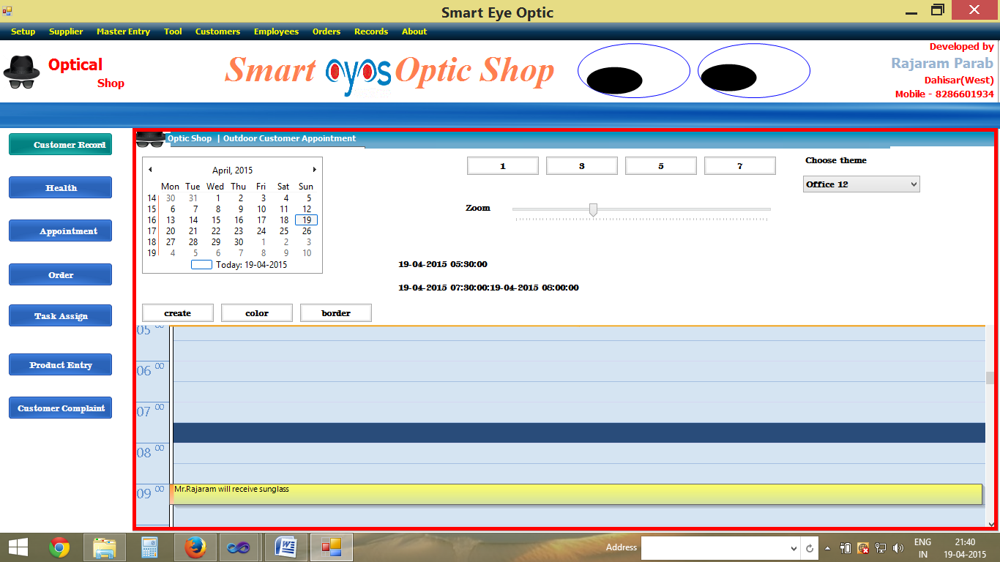 Smart Eye Optic
Setup Supplier Master Entry Tool Customers Employees Orders Records About
Optical
Shop
Smart eyes Optic Shop
Developed by
Rajaram Parab
Dahisar(West)
Mobile - 8286601934
Customer Record
Health
Appointment
Order
Task Assign
Product Entry
Customer Complaint
Optic Shop | Outdoor Customer Appointment
April, 2015
Mon Tue Wed Thu Fri Sat Sun
14 30 31 1 2 3 4 5
15 6 7 8 9 10 11 12
16 13 14 15 16 17 18 19
17 20 21 22 23 24 25 26
18 27 28 29 30 1 2 3
19 4 5 6 7 8 9 10
Today: 19-04-2015
1 3 5 7
Choose theme
Office 12
Zoom
19-04-2015 05:30:00
19-04-2015 07:30:00:19-04-2015 08:00:00
create color border
05 00
06 00
07 00
08 00
09 00
Mr.Rajaram will receive sunglass
Address
ENG
IN
21:40
19-04-2015